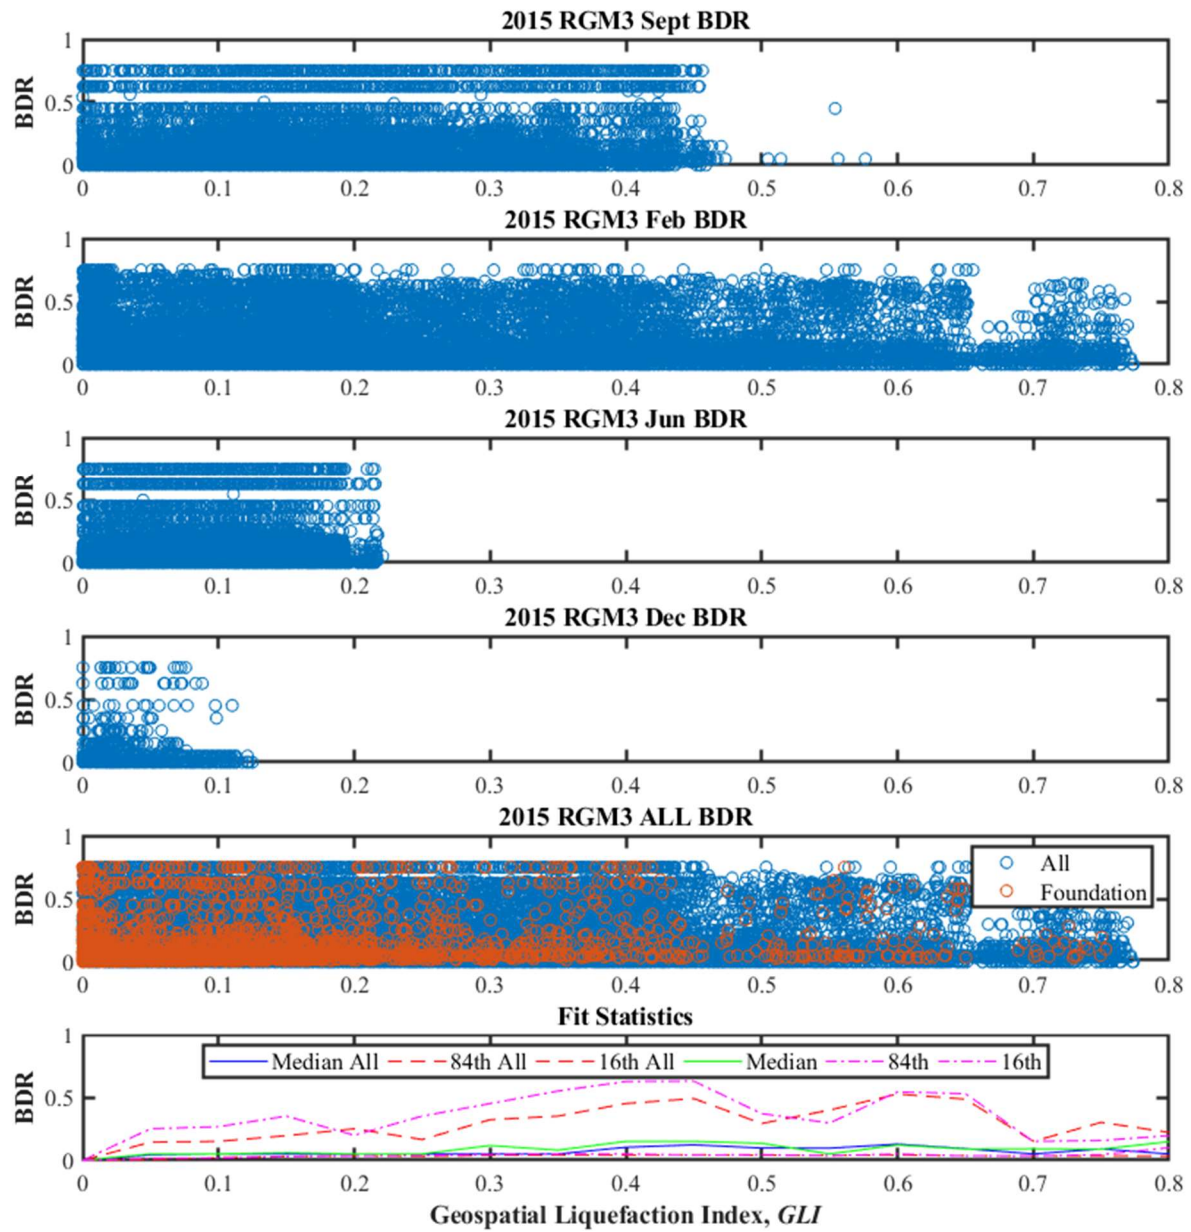 2015 RGM3 Sept BDR
1
0.5
0
BDR
0 0.1 0.2 0.3 0.4 0.5 0.6 0.7 0.8
2015 RGM3 Feb BDR
1
0.5
0
BDR
0 0.1 0.2 0.3 0.4 0.5 0.6 0.7 0.8
2015 RGM3 Jun BDR
1
0.5
0
BDR
0 0.1 0.2 0.3 0.4 0.5 0.6 0.7 0.8
2015 RGM3 Dec BDR
1
0.5
0
BDR
0 0.1 0.2 0.3 0.4 0.5 0.6 0.7 0.8
2015 RGM3 ALL BDR
1
0.5
0
BDR
All
Foundation
0 0.1 0.2 0.3 0.4 0.5 0.6 0.7 0.8
Fit Statistics
1
0.5
0
BDR
Median All 84th All 16th All Median 84th 16th
0 0.1 0.2 0.3 0.4 0.5 0.6 0.7 0.8
Geospatial Liquefaction Index, GLI